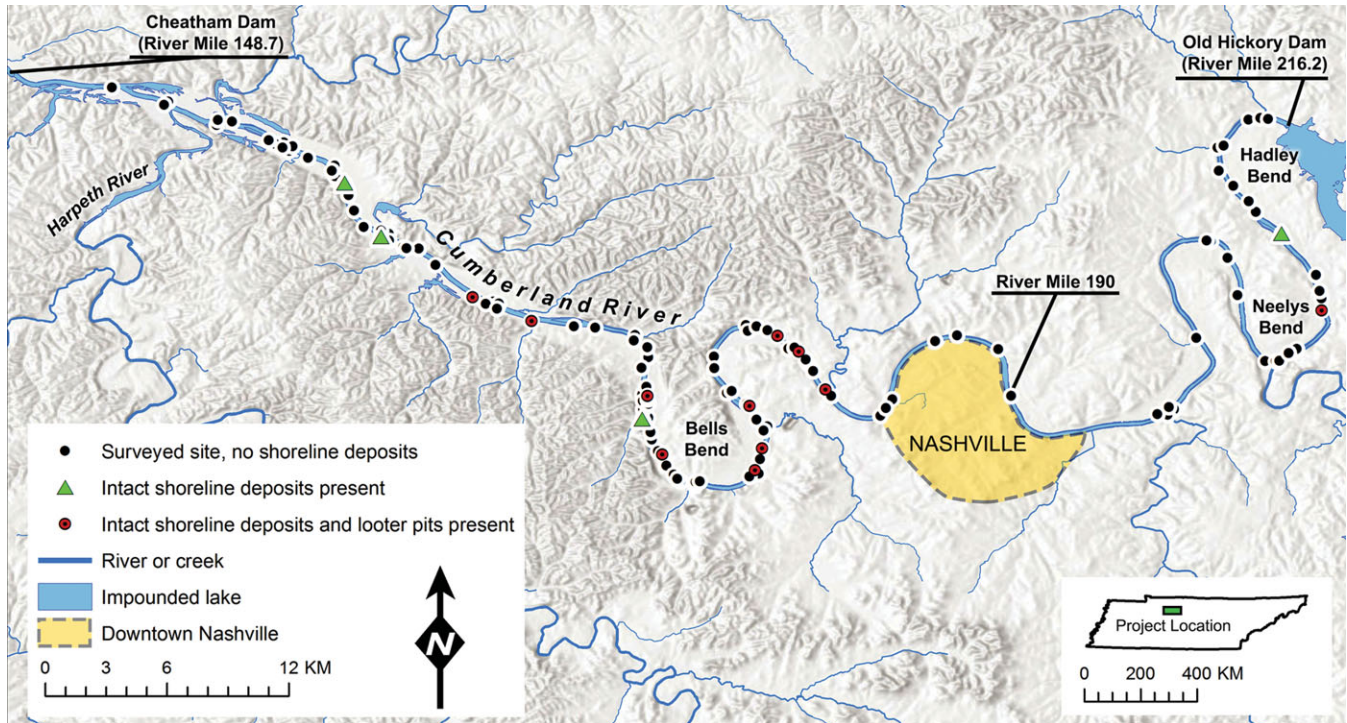 Cheatham Dam
(River Mile 148.7)
Old Hickory Dam
(River Mile 216.2)
Harpeth River
Hadley
Bend
Cumberland River
River Mile 190
Neelys
Bend
Bells
Bend
NASHVILLE
Surveyed site, no shoreline deposits
Intact shoreline deposits present
Intact shoreline deposits and looter pits present
River or creek
Impounded lake
Downtown Nashville
0 3 6 12 KM
N
Project Location
0 200 400 KM